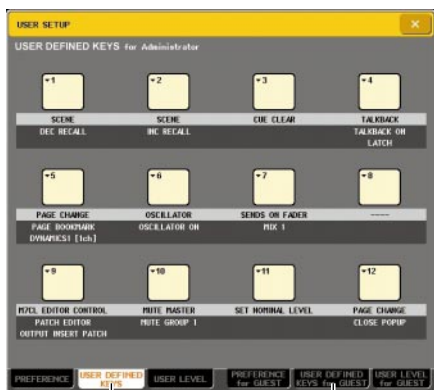 USER SETUP
USER DEFINED KEYS for Administrator
1
2
3
4
SCENE
SCENE
CUE CLEAR
TALKBACK
DEC RECALL
INC RECALL
TALKBACK ON
LATCH
5
6
7
8
PAGE CHANGE
OSCILLATOR
SENDS ON FADER
----
PAGE BOOKMARK
DYNAMICS1 [1ch]
OSCILLATOR ON
MIX 1
9
10
11
12
M7CL EDITOR CONTROL
MUTE MASTER
SET NOMINAL LEVEL
PAGE CHANGE
PATCH EDITOR
OUTPUT INSERT PATCH
MUTE GROUP 1
CLOSE POPUP
PREFERENCE
USER DEFINED
KEYS
USER LEVEL
PREFERENCE
for GUEST
USER DEFINED
KEYS for GUEST
USER LEVEL
for GUEST